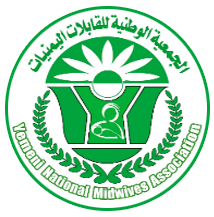 الجمعية الوطنية للقابلات اليمنيات
Yemeni National Midwives Association